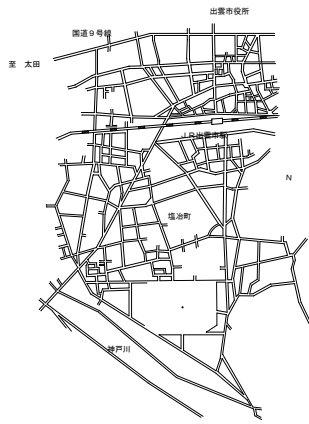 出雲市役所
国道９号線
至　太田
ＪＲ出雲市駅
N
塩冶町
神戸川